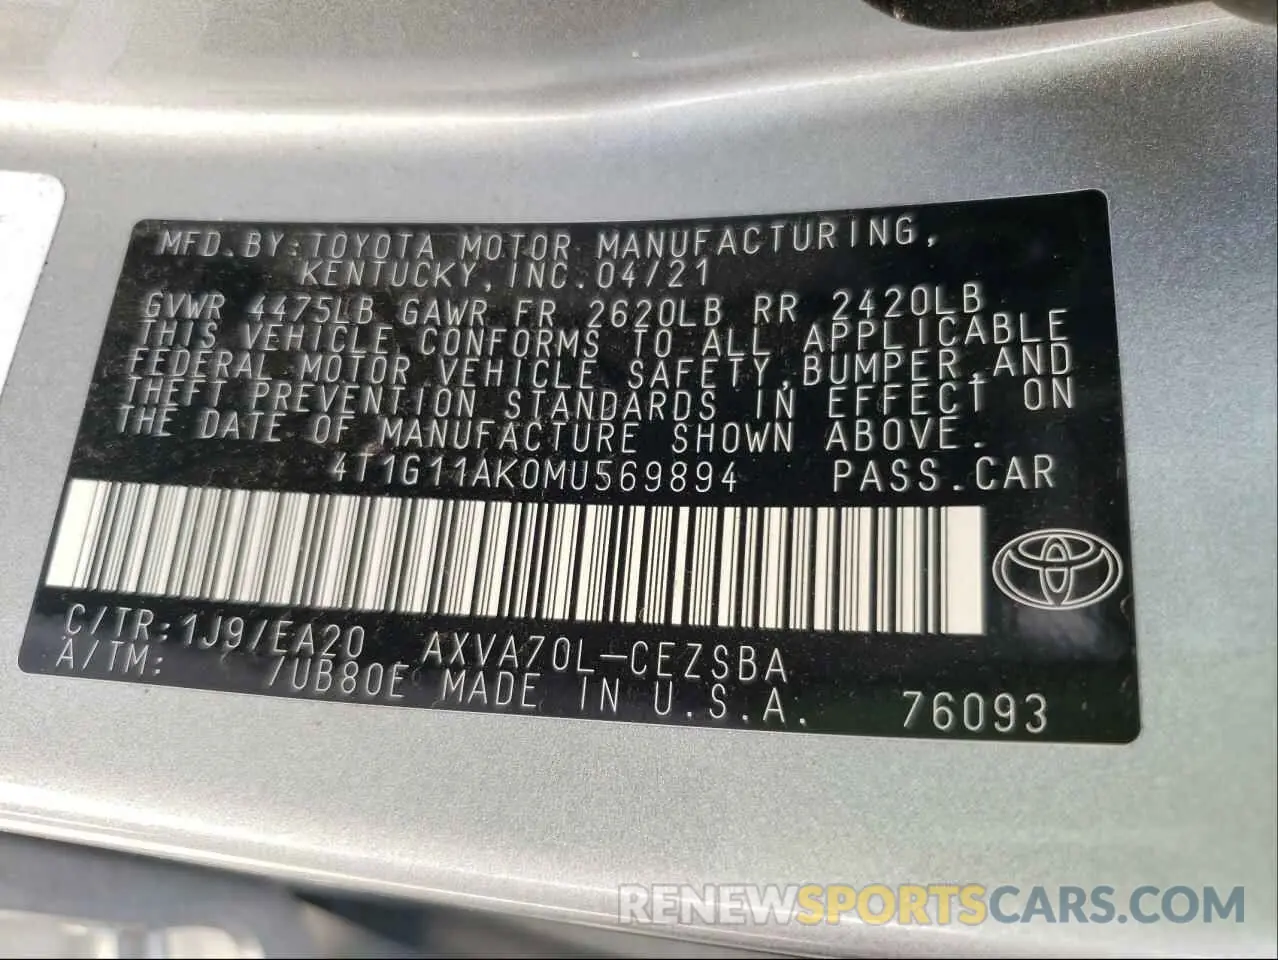 MFD. BY: TOYOTA MOTOR MANUFACTURING,
KENTUCKY, INC. 04/21
GVWR 4475LB GAWR FR 2620LB RR 2420LB
THIS VEHICLE CONFORMS TO ALL APPLICABLE
FEDERAL MOTOR VEHICLE SAFETY, BUMPER, AND
THEFT PREVENTION STANDARDS IN EFFECT ON
THE DATE OF MANUFACTURE SHOWN ABOVE.
4T1G11AK0MU569894 PASS. CAR
C/TR: 1J9/EA20 AXVA70L-CEZSBA
A/TM: /UB80E MADE IN U.S.A. 76093
RENEWSPORTSCARS.COM